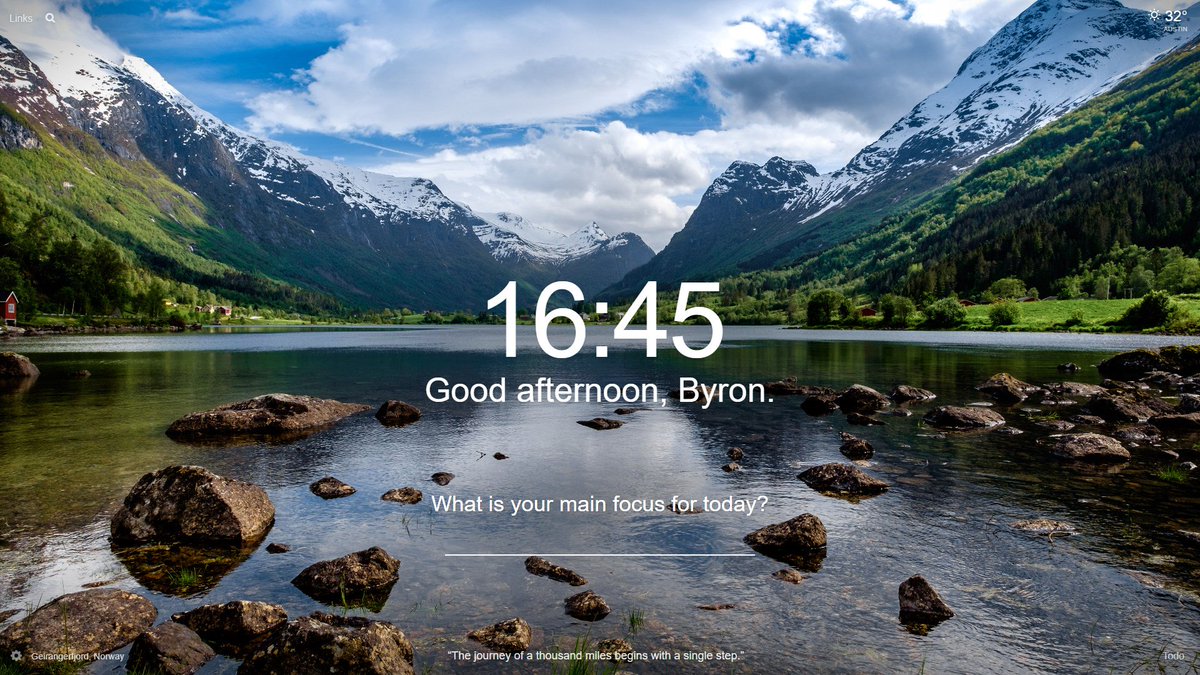 Links
32°
AUSTIN
16:45
Good afternoon, Byron.
What is your main focus for today?
Geirangerfjord, Norway
"The journey of a thousand miles begins with a single step."
Todo